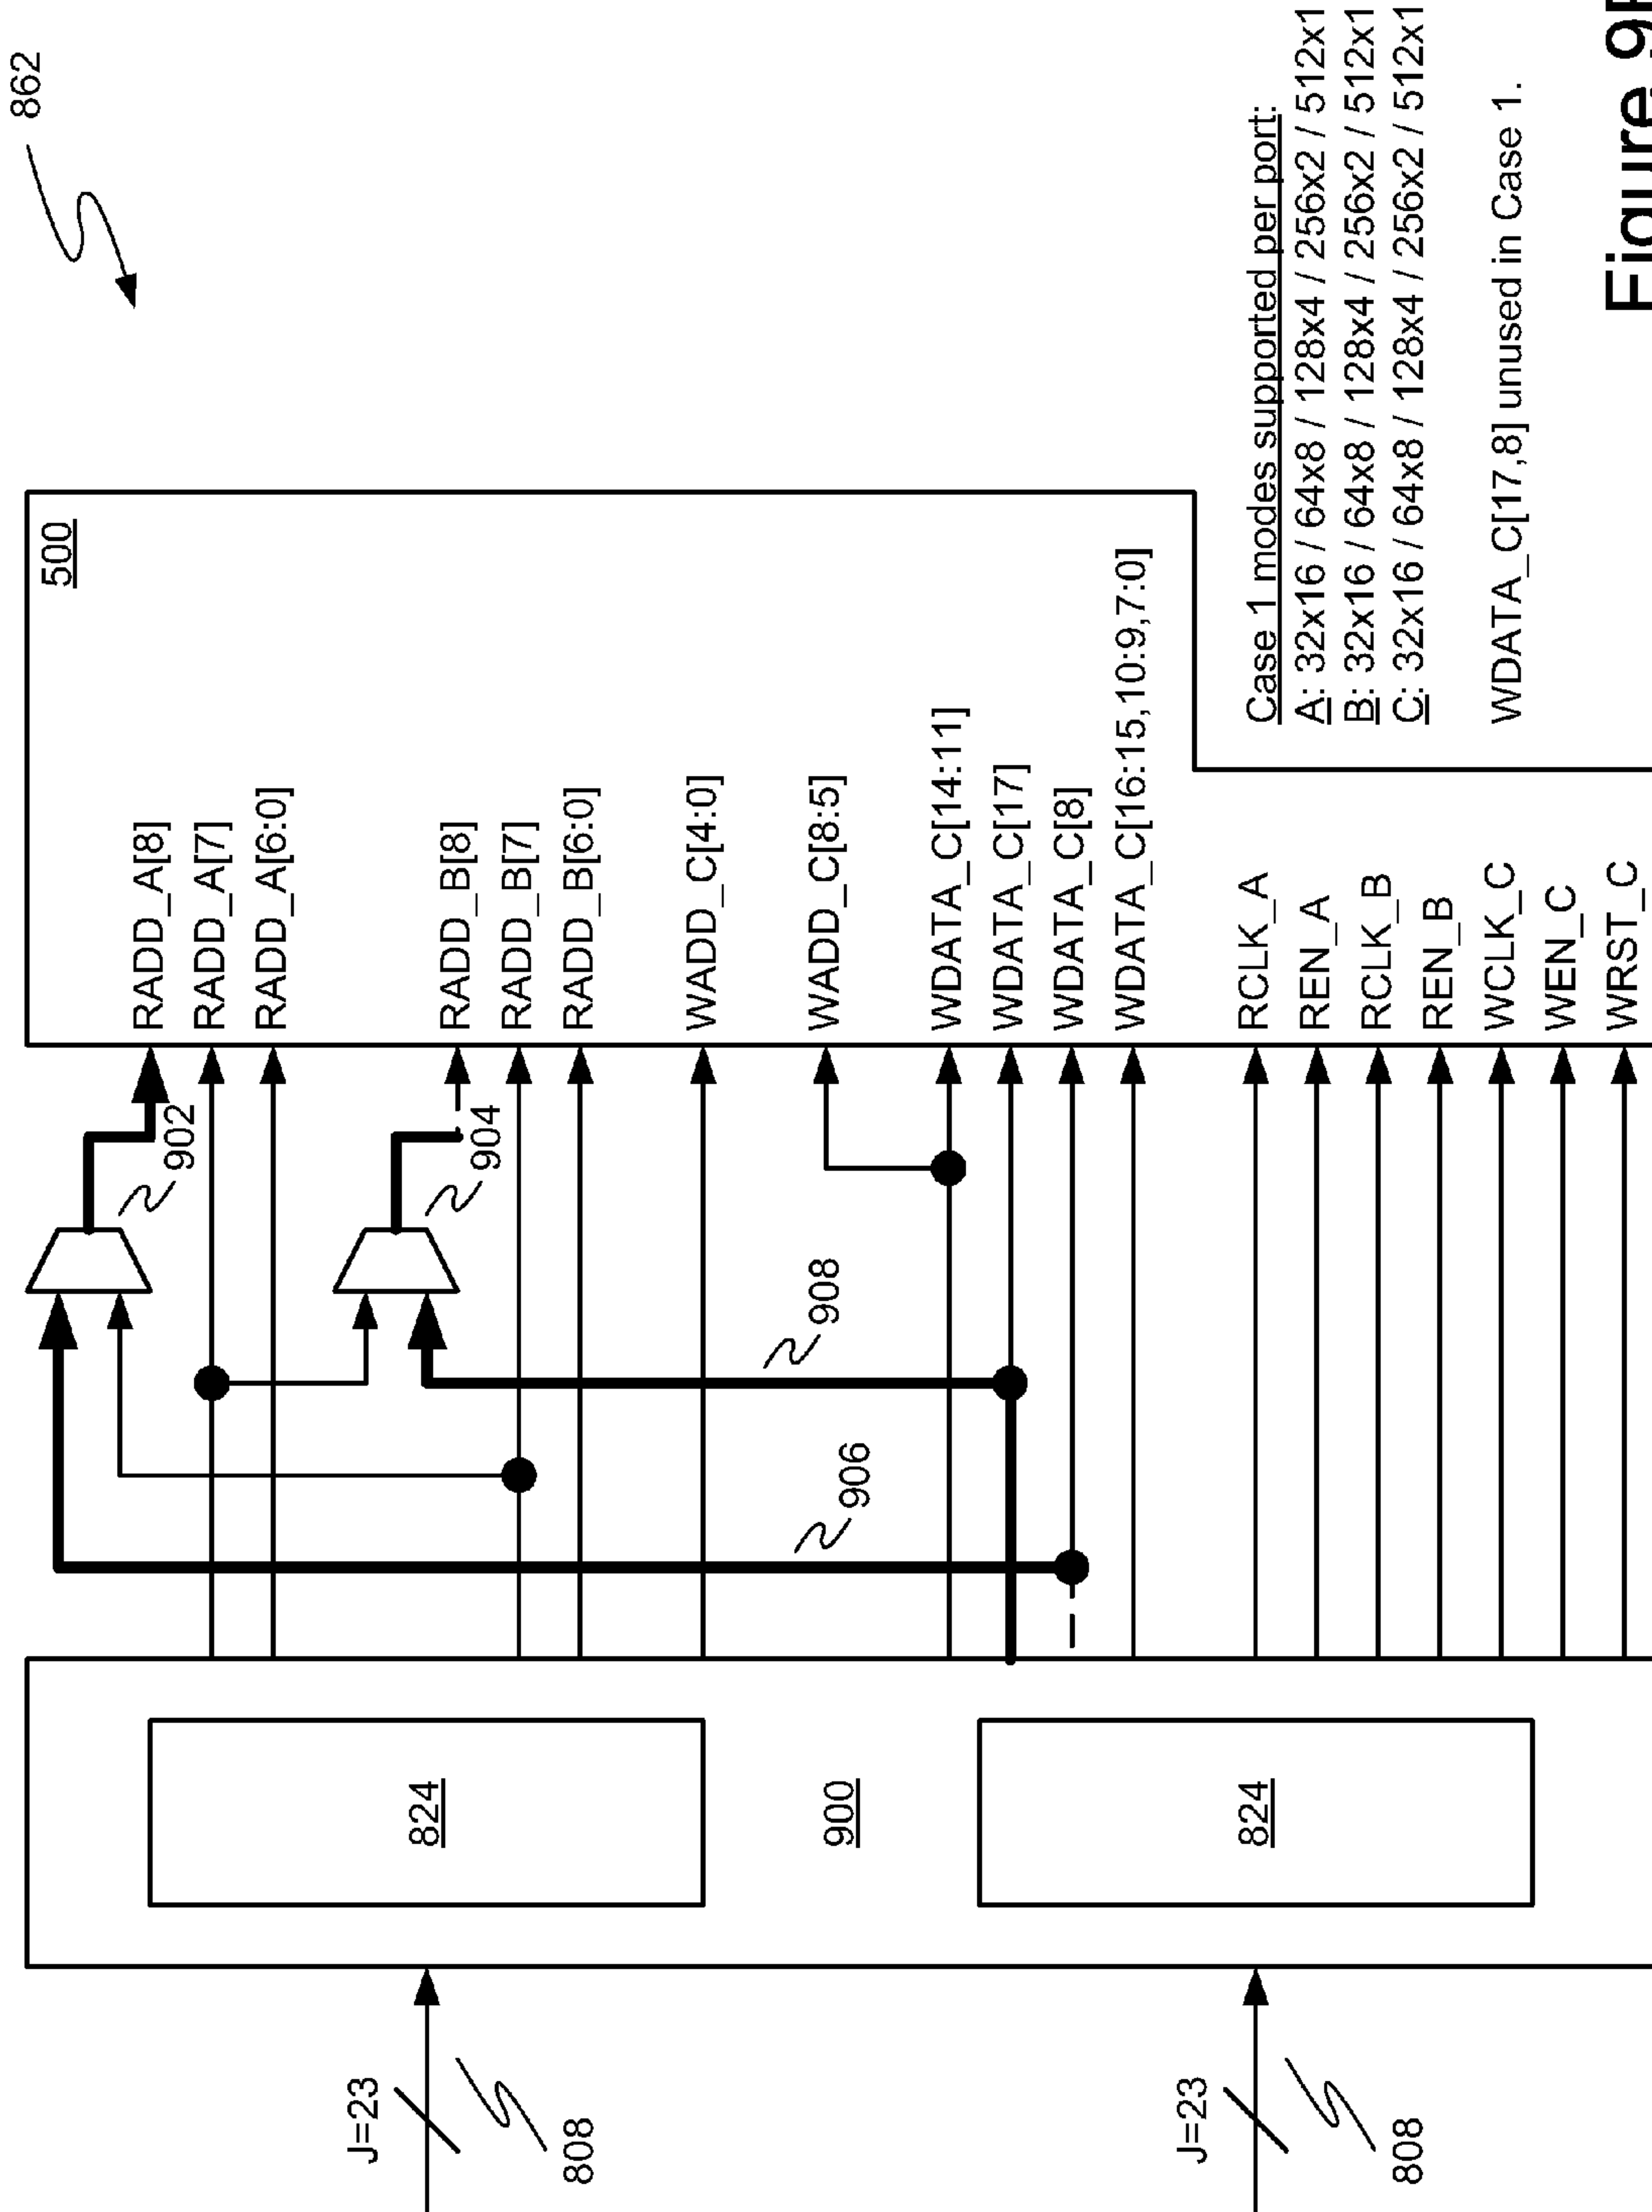 862
500
RADD_A[8]
RADD_A[7]
RADD_A[6:0]
RADD_B[8]
RADD_B[7]
RADD_B[6:0]
WADD_C[4:0]
WADD_C[8:5]
WDATA_C[14:11]
WDATA_C[17]
WDATA_C[8]
WDATA_C[16:15,10:9,7:0]
RCLK_A
REN_A
RCLK_B
REN_B
WCLK_C
WEN_C
WRST_C
902
904
908
906
824
900
824
J=23
808
J=23
808
Case 1 modes supported per port:
A: 32x16 / 64x8 / 128x4 / 256x2 / 512x1
B: 32x16 / 64x8 / 128x4 / 256x2 / 512x1
C: 32x16 / 64x8 / 128x4 / 256x2 / 512x1
WDATA_C[17,8] unused in Case 1.
Figure